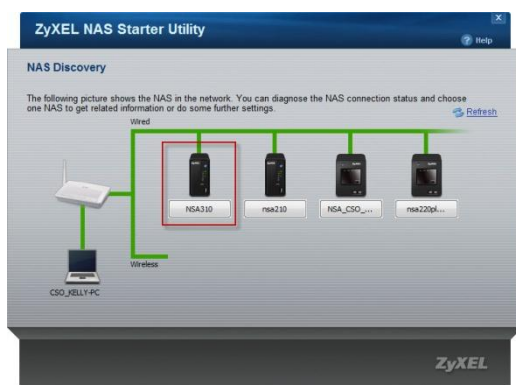 ZyXEL NAS Starter Utility
X
? Help
NAS Discovery
The following picture shows the NAS in the network. You can diagnose the NAS connection status and choose
one NAS to get related information or do some further settings.
Refresh
Wired
NSA310
nsa210
NSA_CSO_...
nsa220pl...
Wireless
CSO_KELLY-PC
ZyXEL